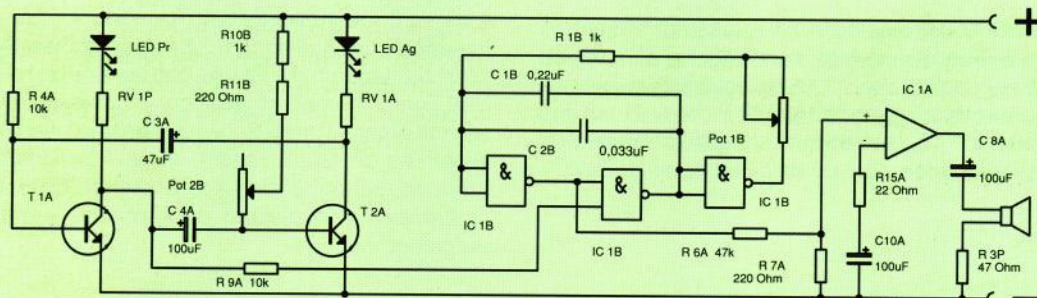 LED Pr
R10B
1k
LED Ag
R11B
220 Ohm
R 4A
10k
RV 1P
RV 1A
C 3A
+
47uF
Pot 2B
T 1A
C 4A
+
100uF
T 2A
R 9A 10k
R 1B 1k
C 1B 0,22uF
C 2B
0,033uF
Pot 1B
&
IC 1B
&
IC 1B
&
IC 1B
R 6A 47k
R 7A
220 Ohm
IC 1A
+
-
R15A
22 Ohm
C10A
+
100uF
C 8A
+
100uF
R 3P
47 Ohm
+
-